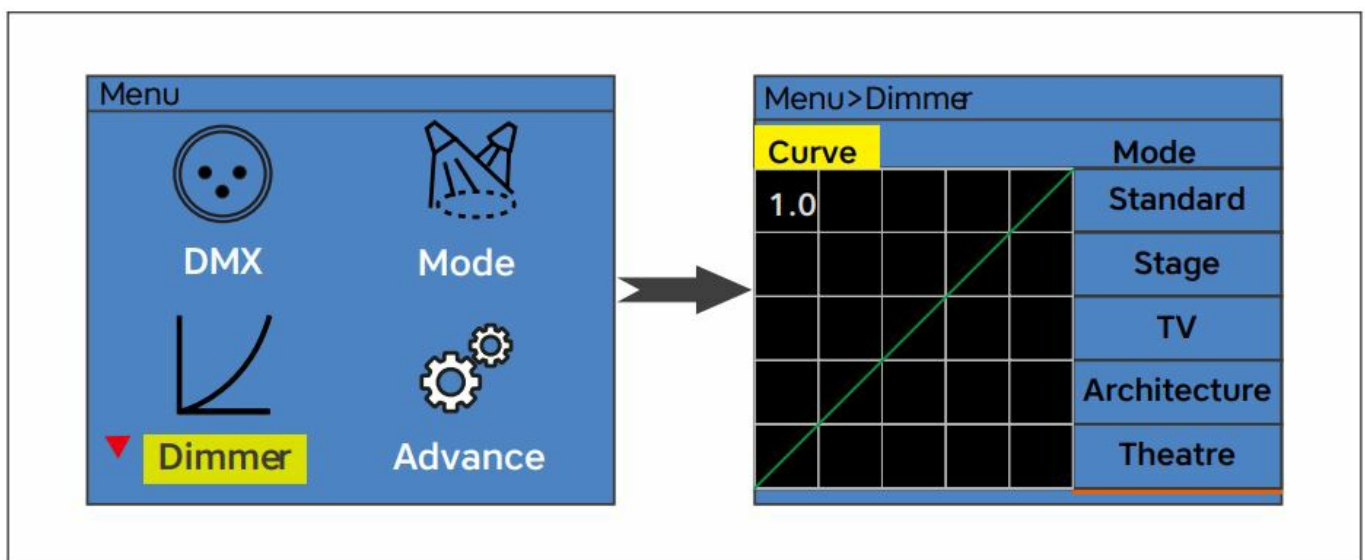 Menu
DMX
Mode
Dimmer
Advance
Menu>Dimmer
Curve
Mode
1.0
Standard
Stage
TV
Architecture
Theatre